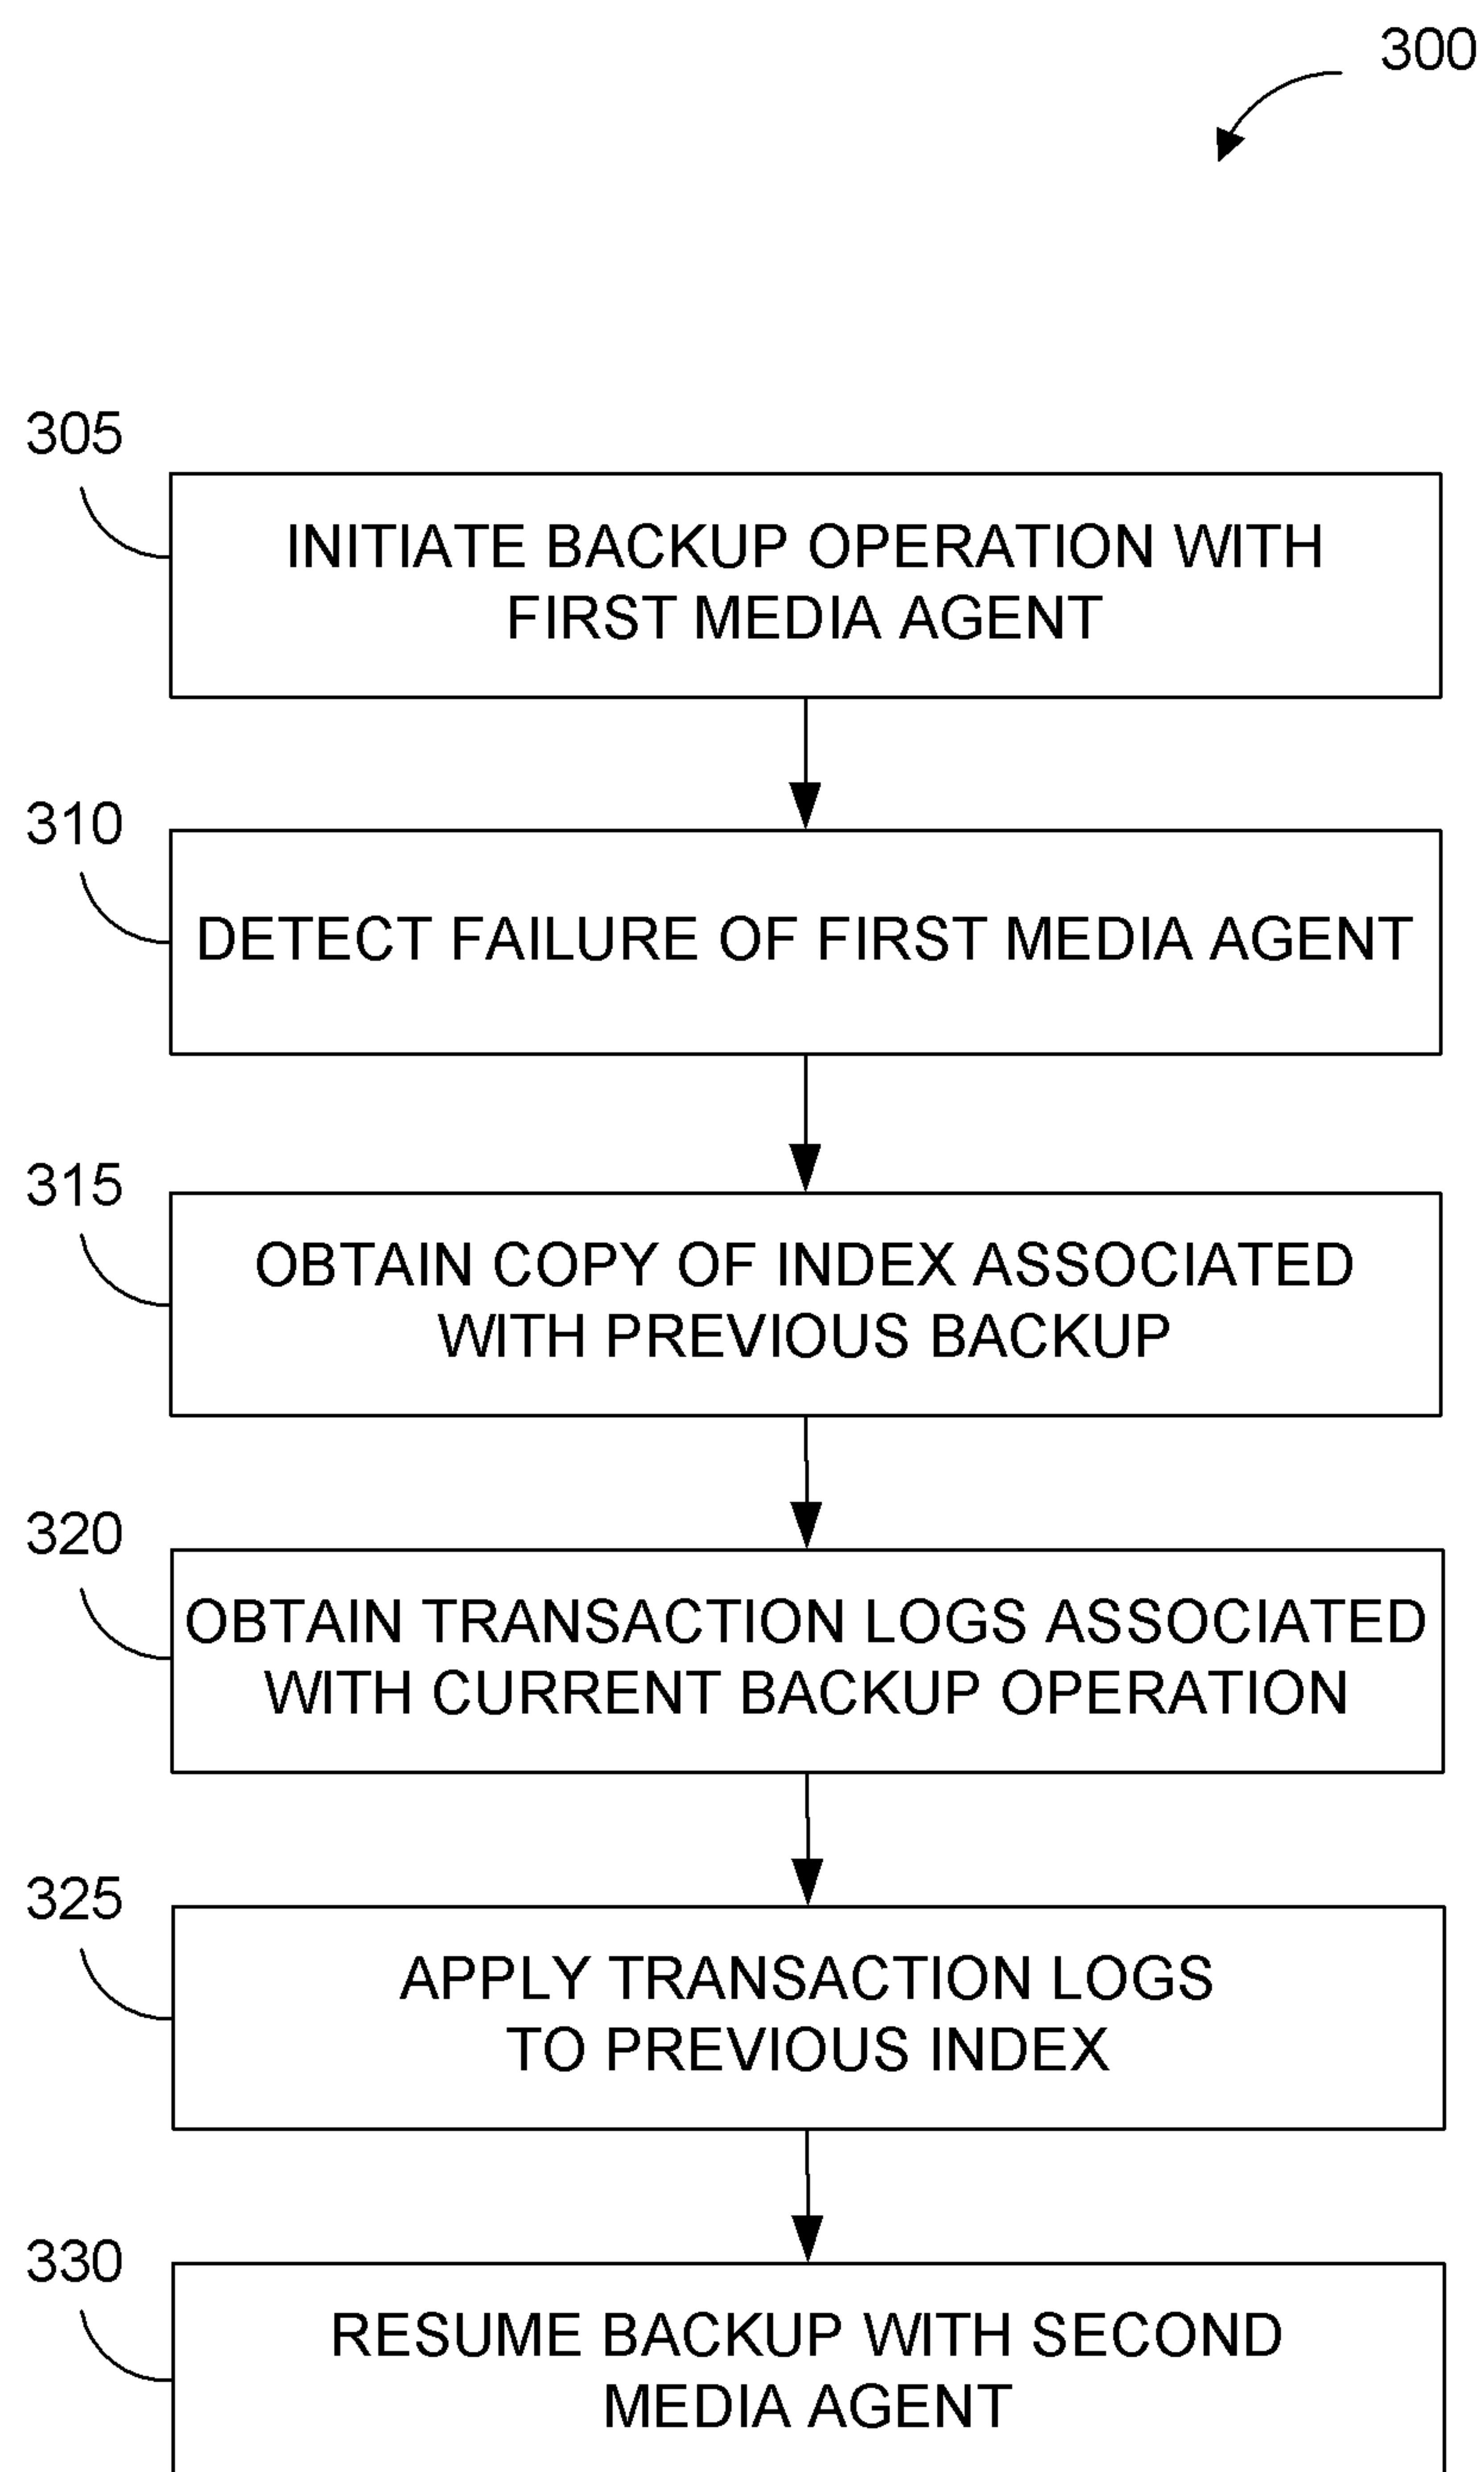 300
305
INITIATE BACKUP OPERATION WITH
FIRST MEDIA AGENT
310
DETECT FAILURE OF FIRST MEDIA AGENT
315
OBTAIN COPY OF INDEX ASSOCIATED
WITH PREVIOUS BACKUP
320
OBTAIN TRANSACTION LOGS ASSOCIATED
WITH CURRENT BACKUP OPERATION
325
APPLY TRANSACTION LOGS
TO PREVIOUS INDEX
330
RESUME BACKUP WITH SECOND
MEDIA AGENT